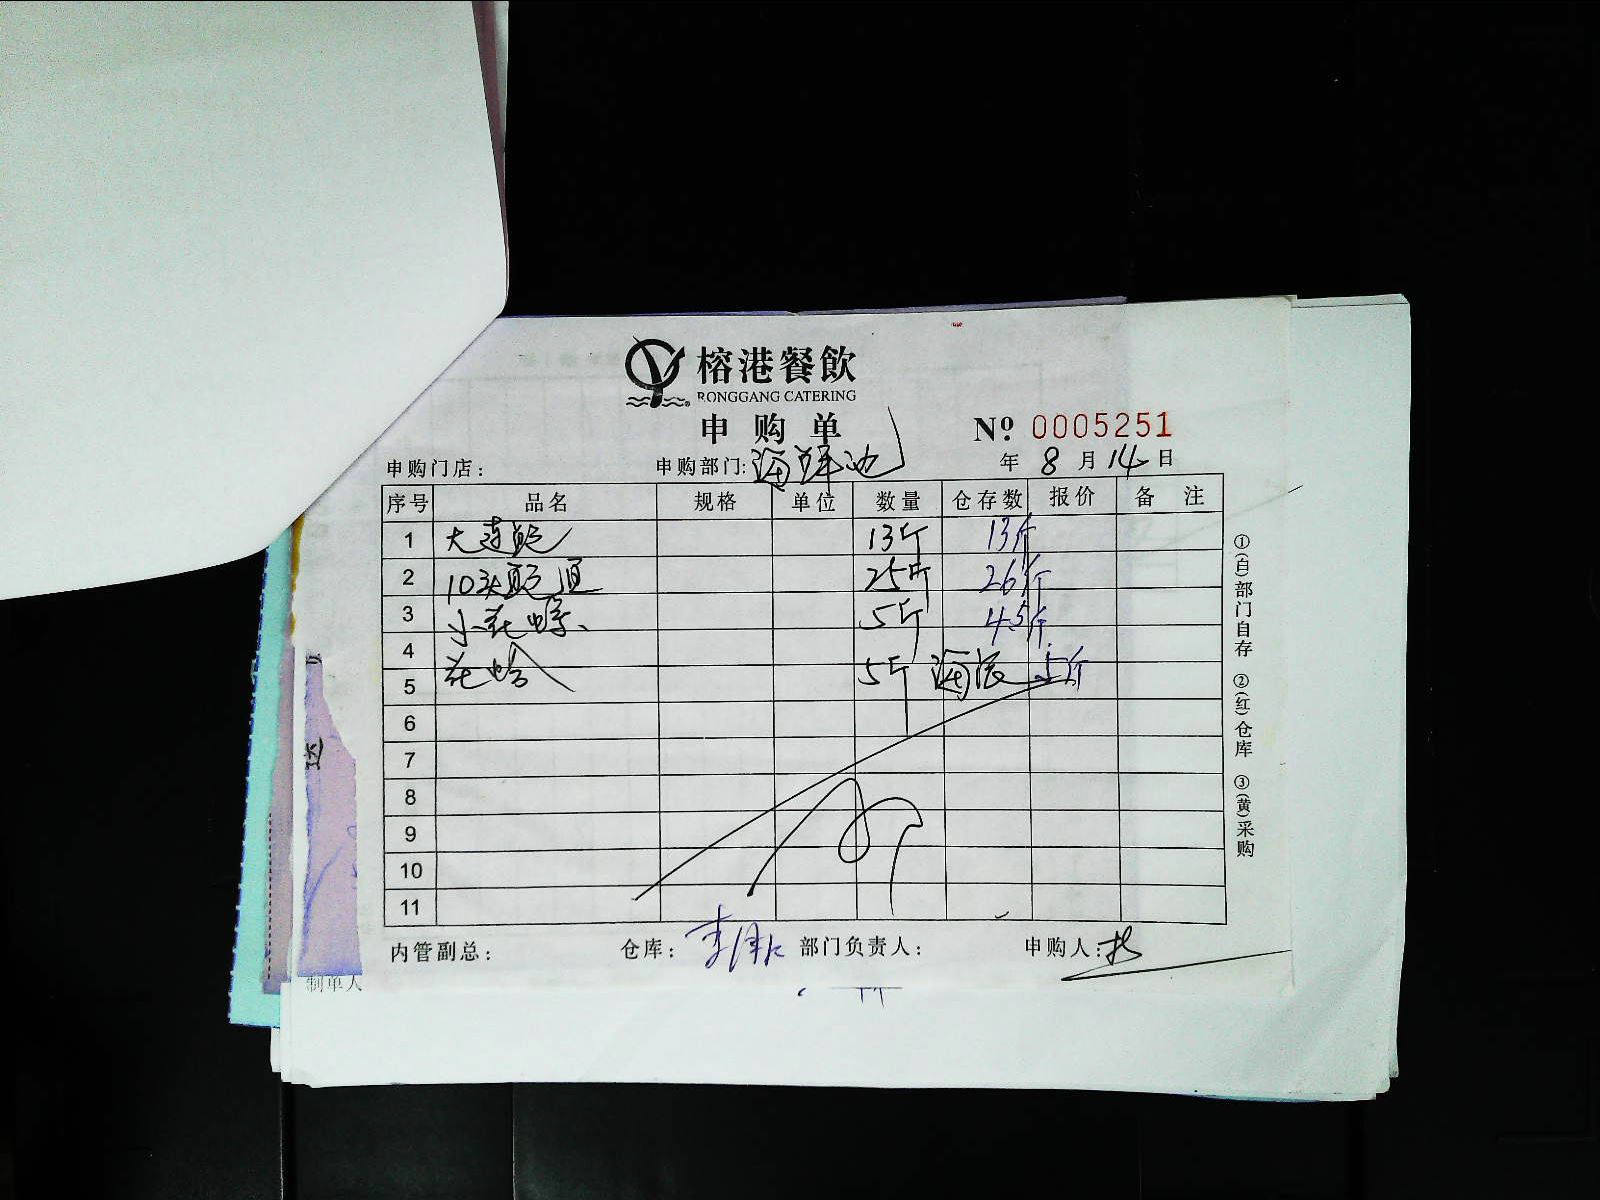 榕港餐飲
RONGGANG CATERING
申购单
№ 0005251
申购门店: 申购部门: 海鲜池 年 8 月 14 日
序号 品名 规格 单位 数量 仓存数 报价 备 注
1 大连鲍 13斤 13斤
2 10头 25斤 26斤
3 小花螺 5斤 4.5斤
4 花蛤 5斤 5斤
5
6
7
8
9
10
11
内管副总: 仓库: 李 部门负责人: 申购人:
①(白)部门自存 ②(红)仓库 ③(黄)采购
制单人